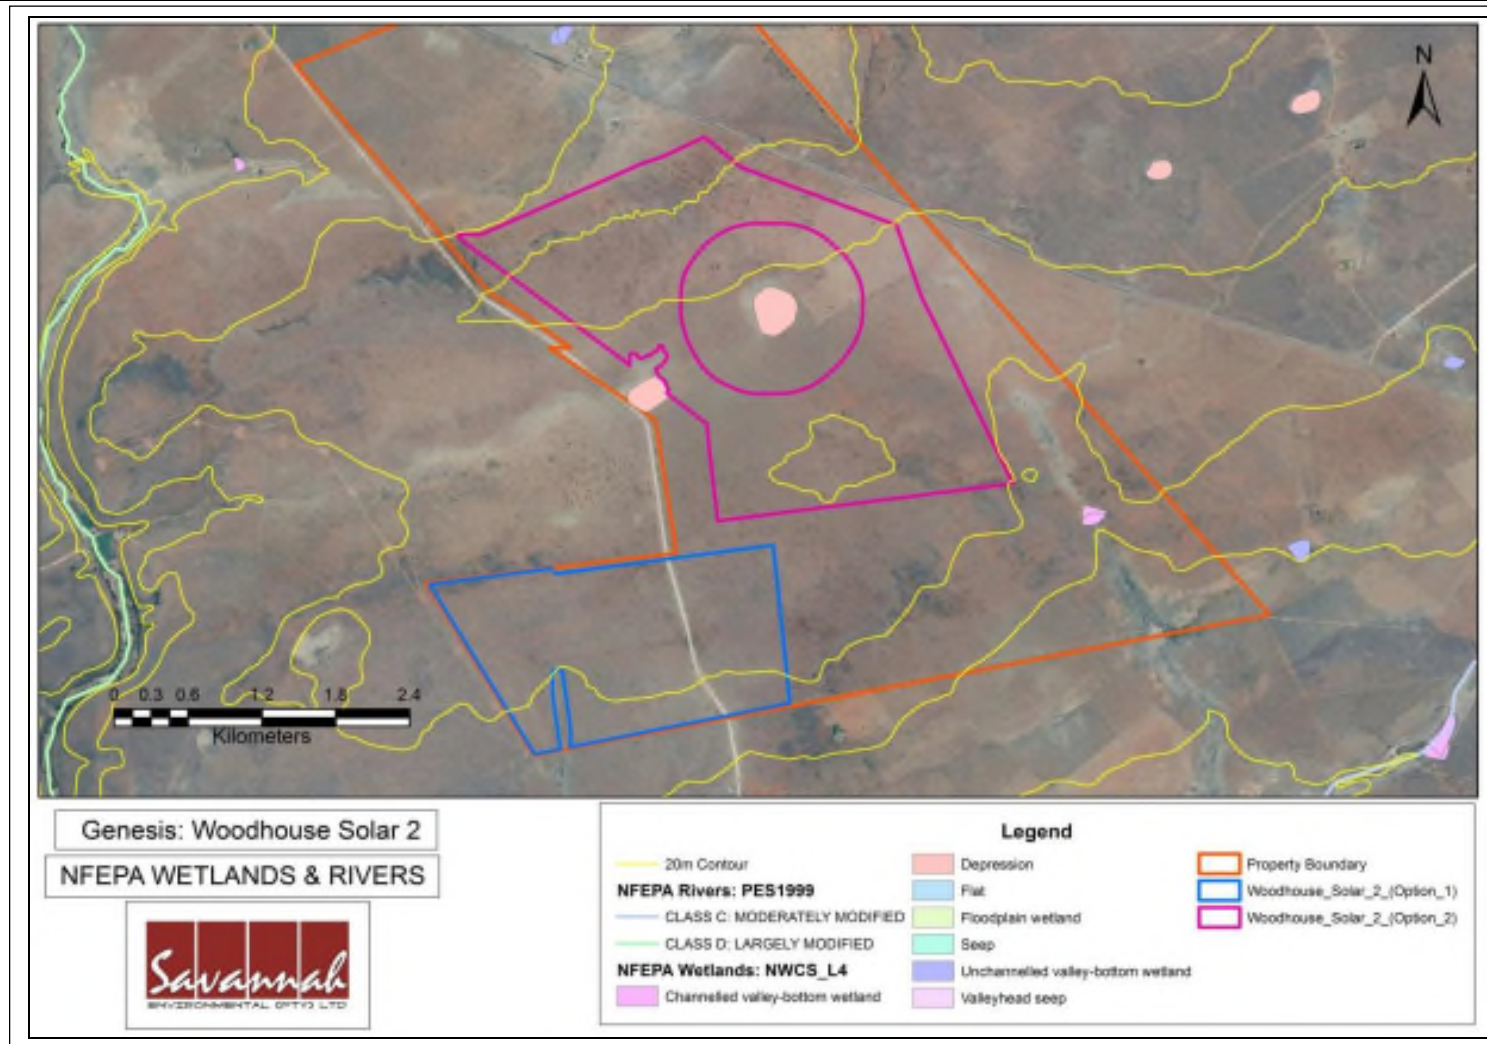 N
0 0.3 0.6 1.2 1.8 2.4
Kilometers
Genesis: Woodhouse Solar 2
NFEPA WETLANDS & RIVERS
Savannah
ENVIRONMENTAL (PTY) LTD
Legend
20m Contour
NFEPA Rivers: PES1999
CLASS C: MODERATELY MODIFIED
CLASS D: LARGELY MODIFIED
NFEPA Wetlands: NWCS_L4
Channelled valley-bottom wetland
Depression
Flat
Floodplain wetland
Seep
Unchannelled valley-bottom wetland
Valleyhead seep
Property Boundary
Woodhouse_Solar_2_(Option_1)
Woodhouse_Solar_2_(Option_2)